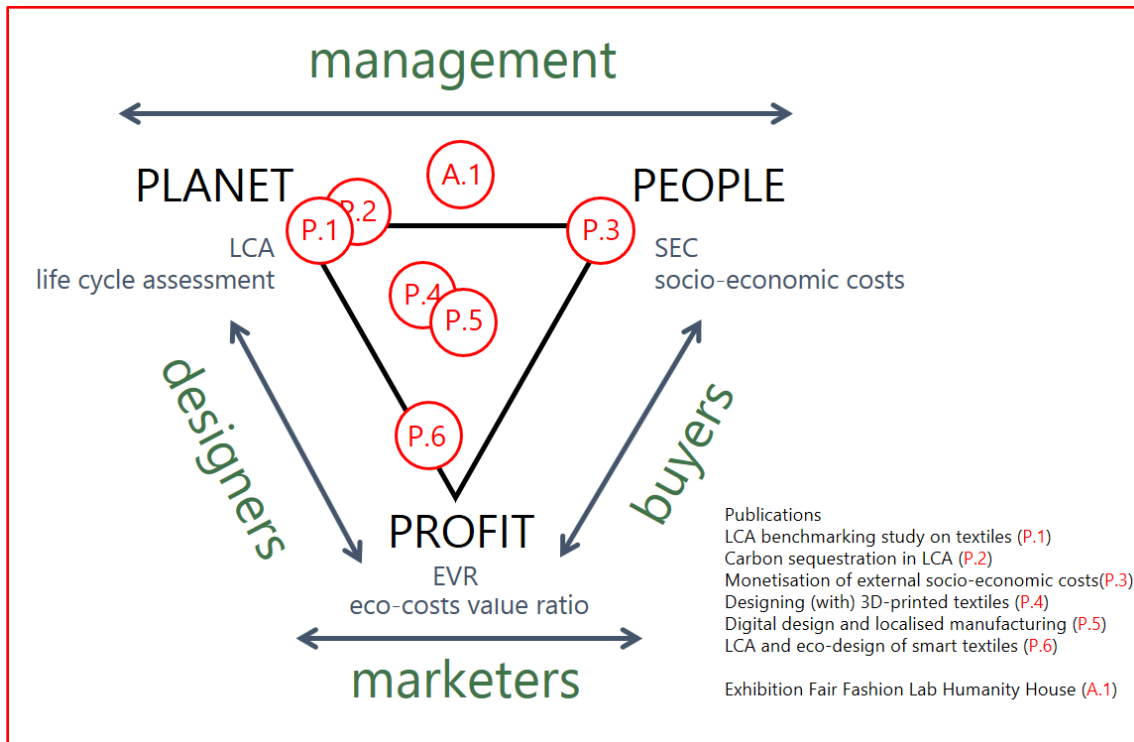 management
PLANET
PEOPLE
A.1
P.2
P.1
P.3
LCA
life cycle assessment
SEC
socio-economic costs
P.4
P.5
designers
buyers
P.6
PROFIT
EVR
eco-costs value ratio
marketers
Publications
LCA benchmarking study on textiles (P.1)
Carbon sequestration in LCA (P.2)
Monetisation of external socio-economic costs(P.3)
Designing (with) 3D-printed textiles (P.4)
Digital design and localised manufacturing (P.5)
LCA and eco-design of smart textiles (P.6)
Exhibition Fair Fashion Lab Humanity House (A.1)